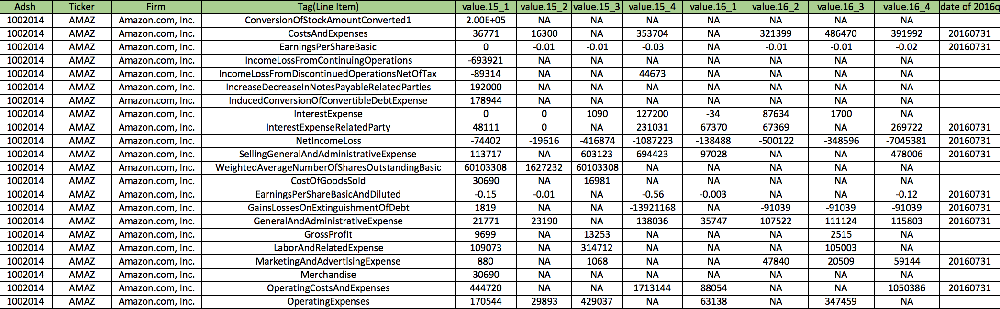 Adsh Ticker Firm Tag(Line Item) value.15_1 value.15_2 value.15_3 value.15_4 value.16_1 value.16_2 value.16_3 value.16_4 date of 2016q
1002014 AMAZ Amazon.com, Inc. ConversionOfStockAmountConverted1 2.00E+05 NA NA NA NA NA NA NA
1002014 AMAZ Amazon.com, Inc. CostsAndExpenses 36771 16300 NA 353704 NA 321399 486470 391992 20160731
1002014 AMAZ Amazon.com, Inc. EarningsPerShareBasic 0 -0.01 -0.01 -0.03 NA -0.01 -0.01 -0.02 20160731
1002014 AMAZ Amazon.com, Inc. IncomeLossFromContinuingOperations -693921 NA NA NA NA NA NA NA
1002014 AMAZ Amazon.com, Inc. IncomeLossFromDiscontinuedOperationsNetOfTax -89314 NA NA 44673 NA NA NA NA
1002014 AMAZ Amazon.com, Inc. IncreaseDecreaseInNotesPayableRelatedParties 192000 NA NA NA NA NA NA NA
1002014 AMAZ Amazon.com, Inc. InducedConversionOfConvertibleDebtExpense 178944 NA NA NA NA NA NA NA
1002014 AMAZ Amazon.com, Inc. InterestExpense 0 0 1090 127200 -34 87634 1700 NA
1002014 AMAZ Amazon.com, Inc. InterestExpenseRelatedParty 48111 0 NA 231031 67370 67369 NA 269722 20160731
1002014 AMAZ Amazon.com, Inc. NetIncomeLoss -74402 -19616 -416874 -1087223 -138488 -500122 -348596 -7045381 20160731
1002014 AMAZ Amazon.com, Inc. SellingGeneralAndAdministrativeExpense 113717 NA 603123 694423 97028 NA NA 478006 20160731
1002014 AMAZ Amazon.com, Inc. WeightedAverageNumberOfSharesOutstandingBasic 60103308 1627232 60103308 NA NA NA NA NA
1002014 AMAZ Amazon.com, Inc. CostOfGoodsSold 30690 NA 16981 NA NA NA NA NA
1002014 AMAZ Amazon.com, Inc. EarningsPerShareBasicAndDiluted -0.15 -0.01 NA -0.56 -0.003 NA NA -0.12 20160731
1002014 AMAZ Amazon.com, Inc. GainsLossesOnExtinguishmentOfDebt 1819 NA NA -13921168 NA -91039 -91039 -91039 20160731
1002014 AMAZ Amazon.com, Inc. GeneralAndAdministrativeExpense 21771 23190 NA 138036 35747 107522 111124 115803 20160731
1002014 AMAZ Amazon.com, Inc. GrossProfit 9699 NA 13253 NA NA NA 2515 NA
1002014 AMAZ Amazon.com, Inc. LaborAndRelatedExpense 109073 NA 314712 NA NA NA 105003 NA
1002014 AMAZ Amazon.com, Inc. MarketingAndAdvertisingExpense 880 NA 1068 NA NA 47840 20509 59144 20160731
1002014 AMAZ Amazon.com, Inc. Merchandise 30690 NA NA NA NA NA NA NA
1002014 AMAZ Amazon.com, Inc. OperatingCostsAndExpenses 444720 NA NA 1713144 88054 NA NA 1050386 20160731
1002014 AMAZ Amazon.com, Inc. OperatingExpenses 170544 29893 429037 NA 63138 NA 347459 NA